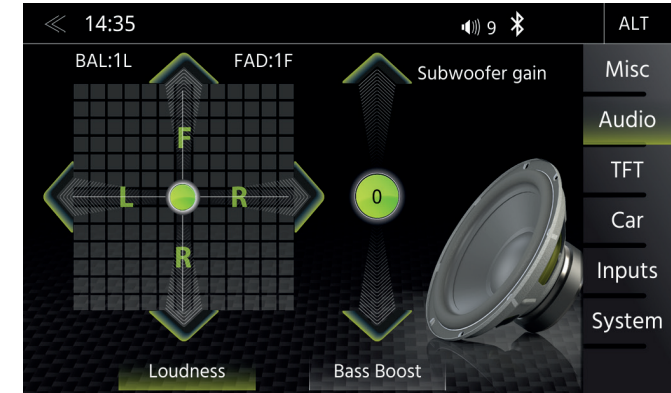 14:35 9 ALT
BAL:1L FAD:1F
Subwoofer gain
F
L R
R
0
Loudness
Bass Boost
Misc
Audio
TFT
Car
Inputs
System